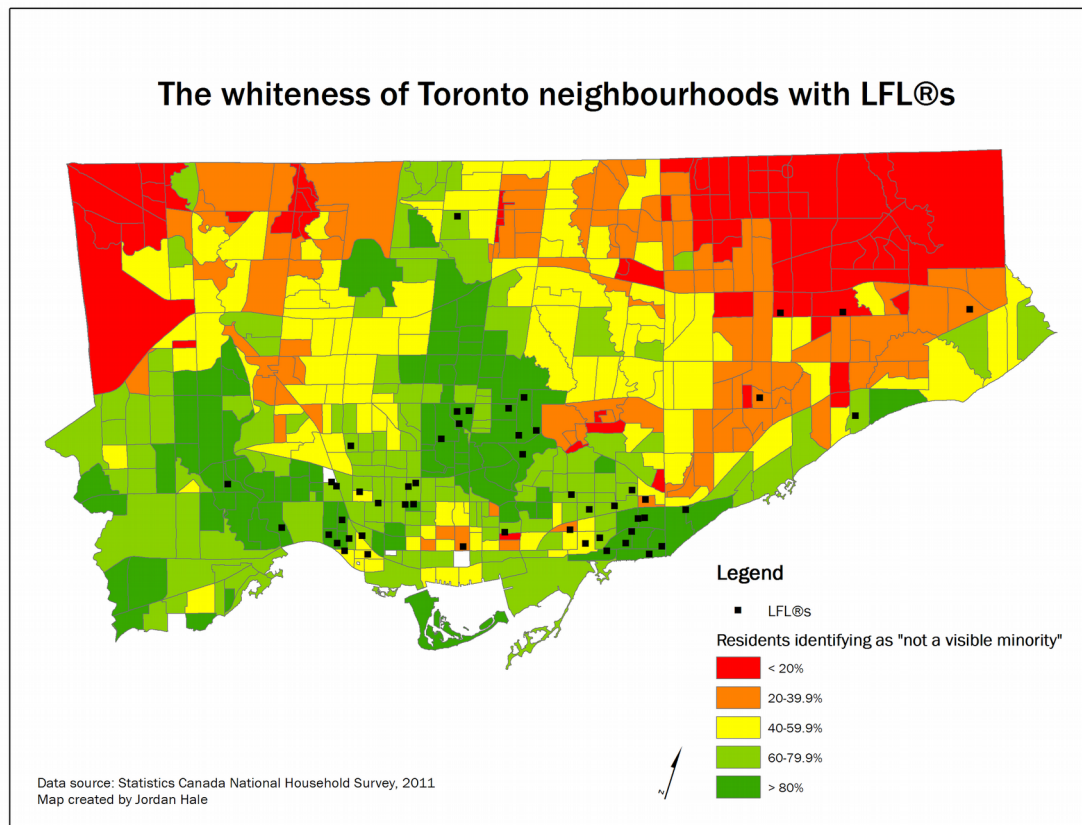 The whiteness of Toronto neighbourhoods with LFL®s
Legend
LFL®s
Residents identifying as "not a visible minority"
< 20%
20-39.9%
40-59.9%
60-79.9%
> 80%
Data source: Statistics Canada National Household Survey, 2011
Map created by Jordan Hale
N